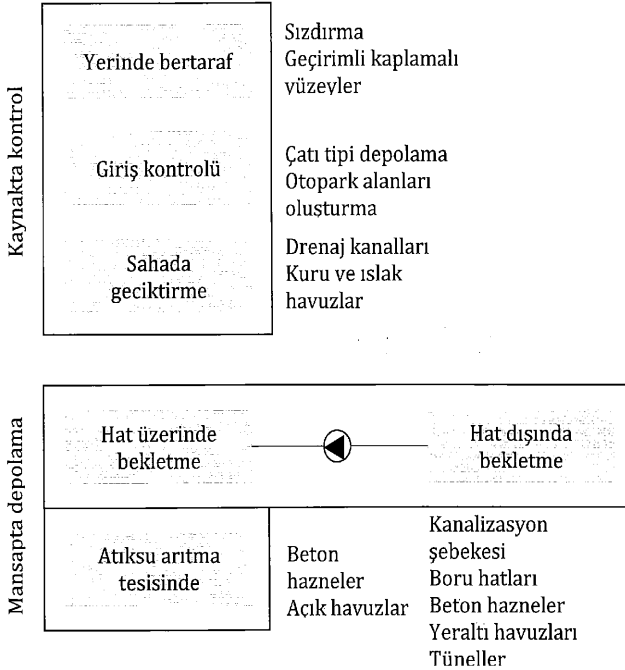 Kaynakta kontrol
Yerinde bertaraf
Sızdırma
Geçirimli kaplamalı
yüzeyler
Giriş kontrolü
Çatı tipi depolama
Otopark alanları
oluşturma
Sahada
geciktirme
Drenaj kanalları
Kuru ve ıslak
havuzlar
Mansapta depolama
Hat üzerinde
bekletme
Hat dışında
bekletme
Atıksu arıtma
tesisinde
Beton
hazneler
Açık havuzlar
Kanalizasyon
şebekesi
Boru hatları
Beton hazneler
Yeraltı havuzları
Tüneller